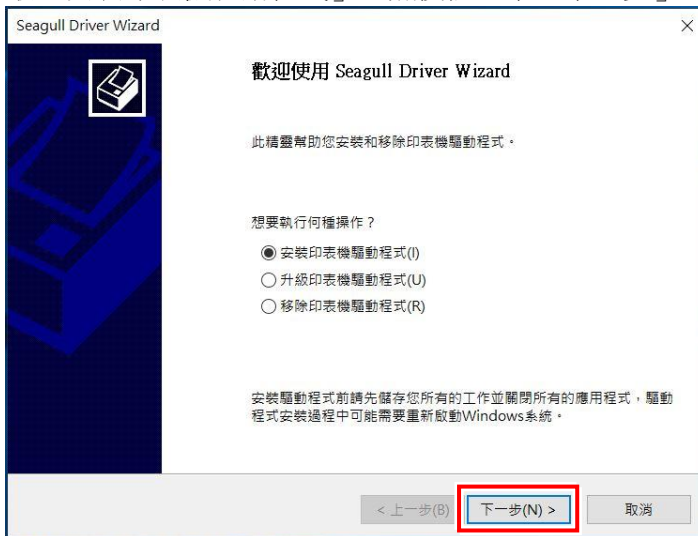 Seagull Driver Wizard
歡迎使用 Seagull Driver Wizard
此精靈幫助您安裝和移除印表機驅動程式。
想要執行何種操作？
安裝印表機驅動程式(I)
升級印表機驅動程式(U)
移除印表機驅動程式(R)
安裝驅動程式前請先儲存您所有的工作並關閉所有的應用程式，驅動
程式安裝過程中可能需要重新啟動Windows系統。
< 上一步(B)
下一步(N) >
取消